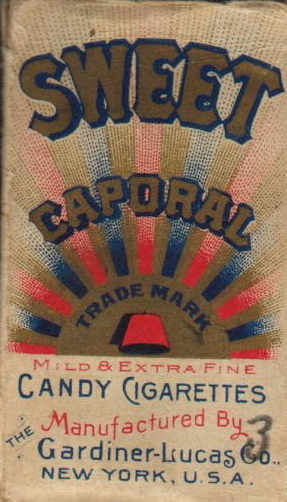 SWEET
CAPORAL
TRADE MARK
MILD & EXTRA FINE
CANDY CIGARETTES
THE Manufactured By
Gardiner-Lucas Co.,
NEW YORK, U.S.A.
3